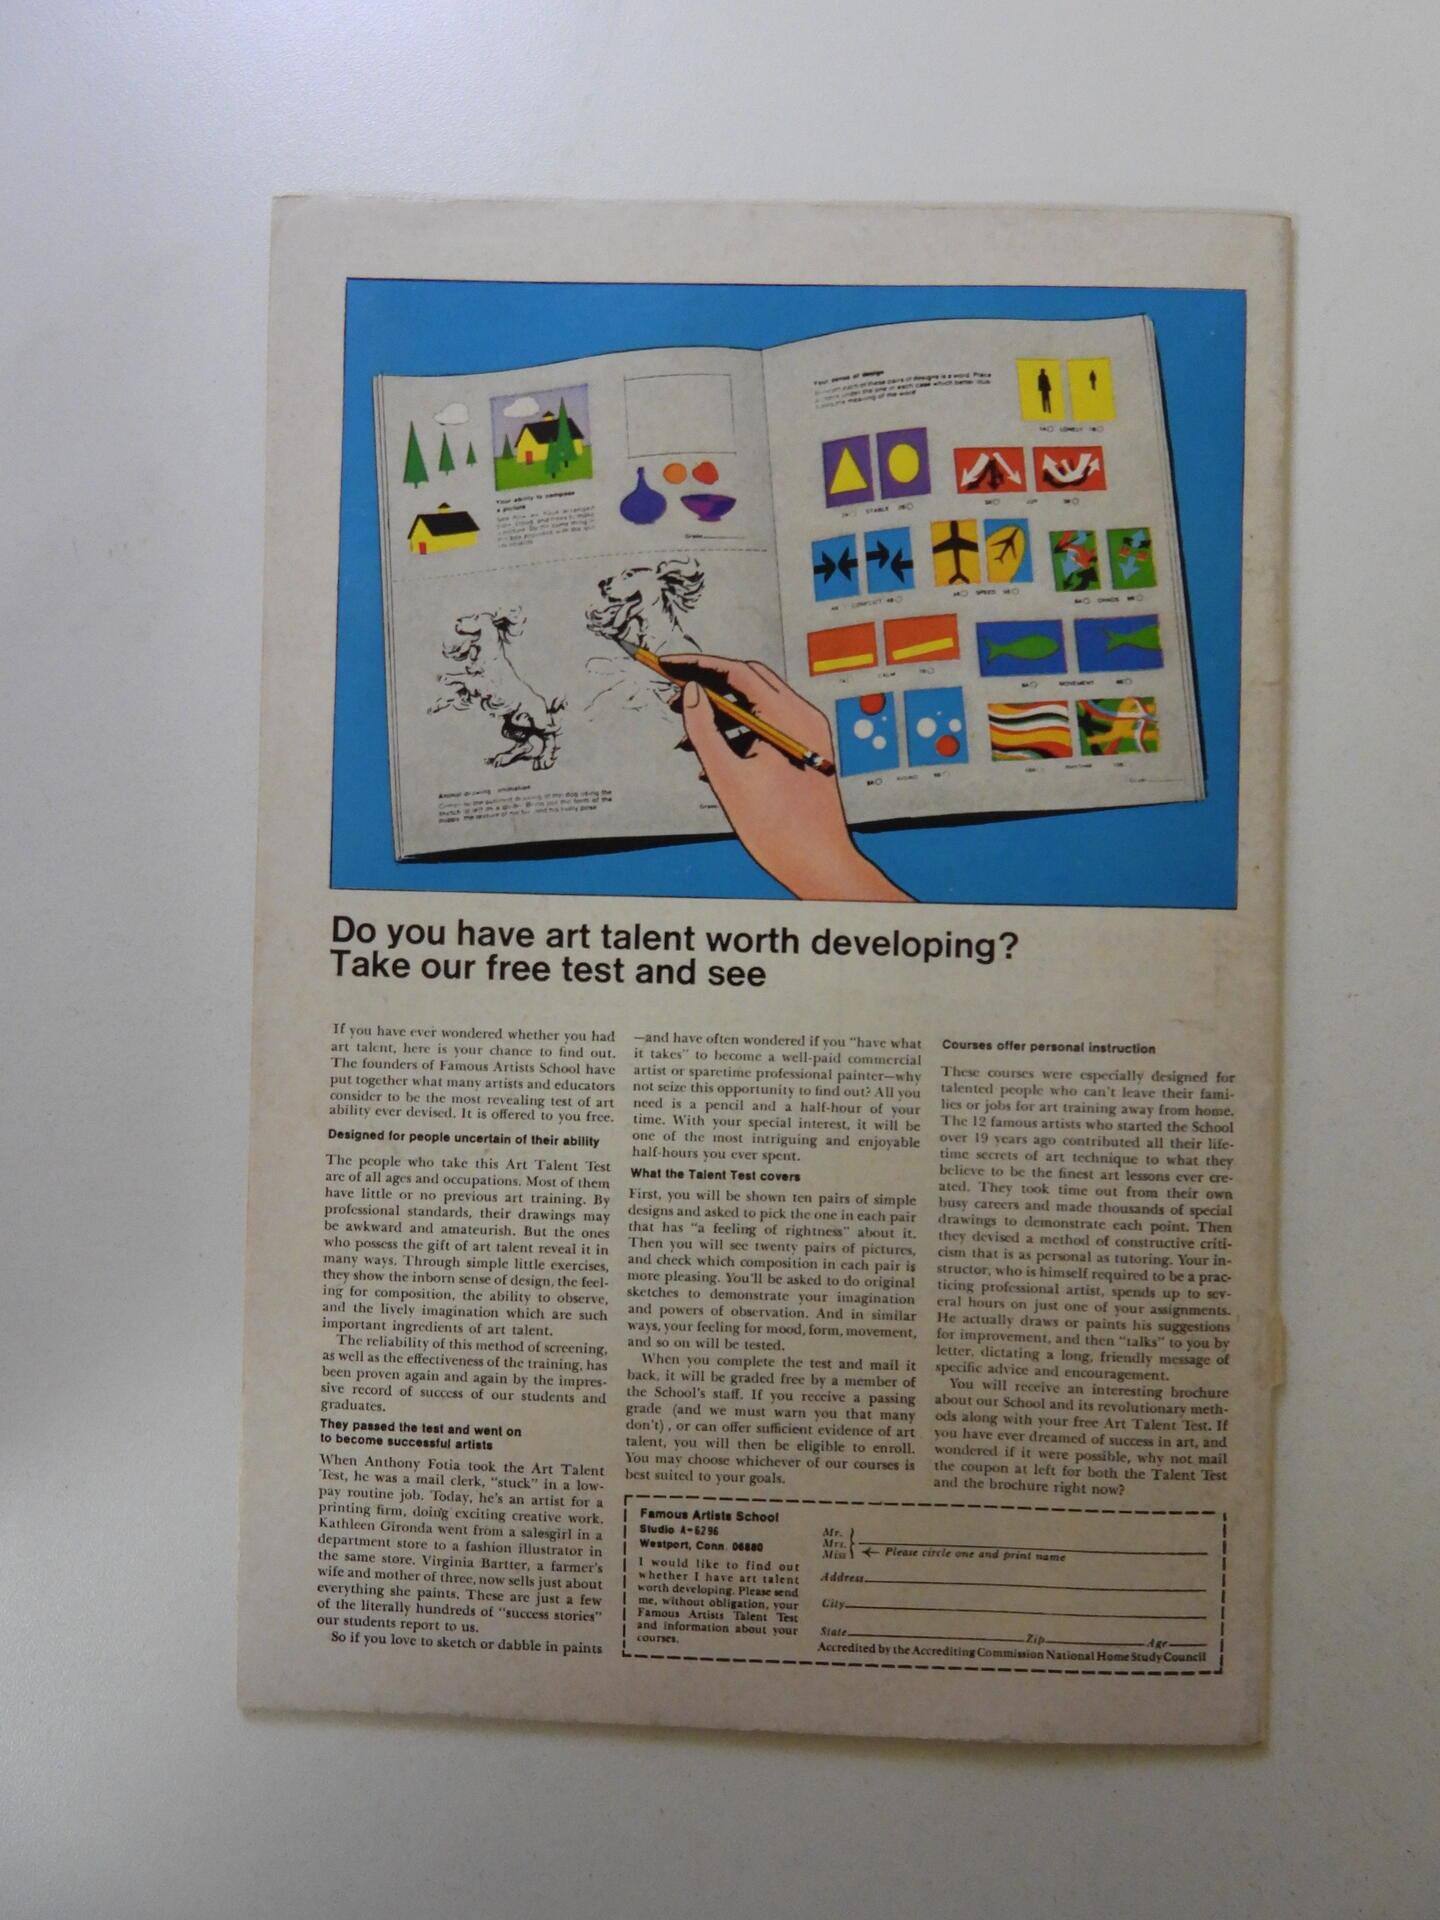 Your ability to compose
a picture
Grade
Animal drawing
Your sense of design
meaning of the word
1A LONELY 1B
STABLE 2B
JOY
CONFLICT 4B
SPEED
CHAOS
CALM
MOVEMENT
Do you have art talent worth developing?
Take our free test and see
If you have ever wondered whether you had
art talent, here is your chance to find out.
The founders of Famous Artists School have
put together what many artists and educators
consider to be the most revealing test of art
ability ever devised. It is offered to you free.
Designed for people uncertain of their ability
The people who take this Art Talent Test
are of all ages and occupations. Most of them
have little or no previous art training. By
professional standards, their drawings may
be awkward and amateurish. But the ones
who possess the gift of art talent reveal it in
many ways. Through simple little exercises,
they show the inborn sense of design, the feel-
ing for composition, the ability to observe,
and the lively imagination which are such
important ingredients of art talent.
The reliability of this method of screening,
as well as the effectiveness of the training, has
been proven again and again by the impres-
sive record of success of our students and
graduates.
They passed the test and went on
to become successful artists
When Anthony Fotia took the Art Talent
Test, he was a mail clerk, "stuck" in a low-
pay routine job. Today, he's an artist for a
printing firm, doing exciting creative work.
Kathleen Gironda went from a salesgirl in a
department store to a fashion illustrator in
the same store. Virginia Bartter, a farmer's
wife and mother of three, now sells just about
everything she paints. These are just a few
of the literally hundreds of "success stories"
our students report to us.
So if you love to sketch or dabble in paints
—and have often wondered if you "have what
it takes" to become a well-paid commercial
artist or sparetime professional painter—why
not seize this opportunity to find out? All you
need is a pencil and a half-hour of your
time. With your special interest, it will be
one of the most intriguing and enjoyable
half-hours you ever spent.
What the Talent Test covers
First, you will be shown ten pairs of simple
designs and asked to pick the one in each pair
that has "a feeling of rightness" about it.
Then you will see twenty pairs of pictures,
and check which composition in each pair is
more pleasing. You'll be asked to do original
sketches to demonstrate your imagination
and powers of observation. And in similar
ways, your feeling for mood, form, movement,
and so on will be tested.
When you complete the test and mail it
back, it will be graded free by a member of
the School's staff. If you receive a passing
grade (and we must warn you that many
don't), or can offer sufficient evidence of art
talent, you will then be eligible to enroll.
You may choose whichever of our courses is
best suited to your goals.
Courses offer personal instruction
These courses were especially designed for
talented people who can't leave their fami-
lies or jobs for art training away from home.
The 12 famous artists who started the School
over 19 years ago contributed all their life-
time secrets of art technique to what they
believe to be the finest art lessons ever cre-
ated. They took time out from their own
busy careers and made thousands of special
drawings to demonstrate each point. Then
they devised a method of constructive criti-
cism that is as personal as tutoring. Your in-
structor, who is himself required to be a prac-
ticing professional artist, spends up to sev-
eral hours on just one of your assignments.
He actually draws or paints his suggestions
for improvement, and then "talks" to you by
letter, dictating a long, friendly message of
specific advice and encouragement.
You will receive an interesting brochure
about our School and its revolutionary meth-
ods along with your free Art Talent Test. If
you have ever dreamed of success in art, and
wondered if it were possible, why not mail
the coupon at left for both the Talent Test
and the brochure right now?
Famous Artists School
Studio A-6296
Westport, Conn. 06880
I would like to find out
whether I have art talent
worth developing. Please send
me, without obligation, your
Famous Artists Talent Test
and information about your
courses.
Mr.
Mrs.
Miss
Please circle one and print name
Address
City
State Zip Age
Accredited by the Accrediting Commission National Home Study Council